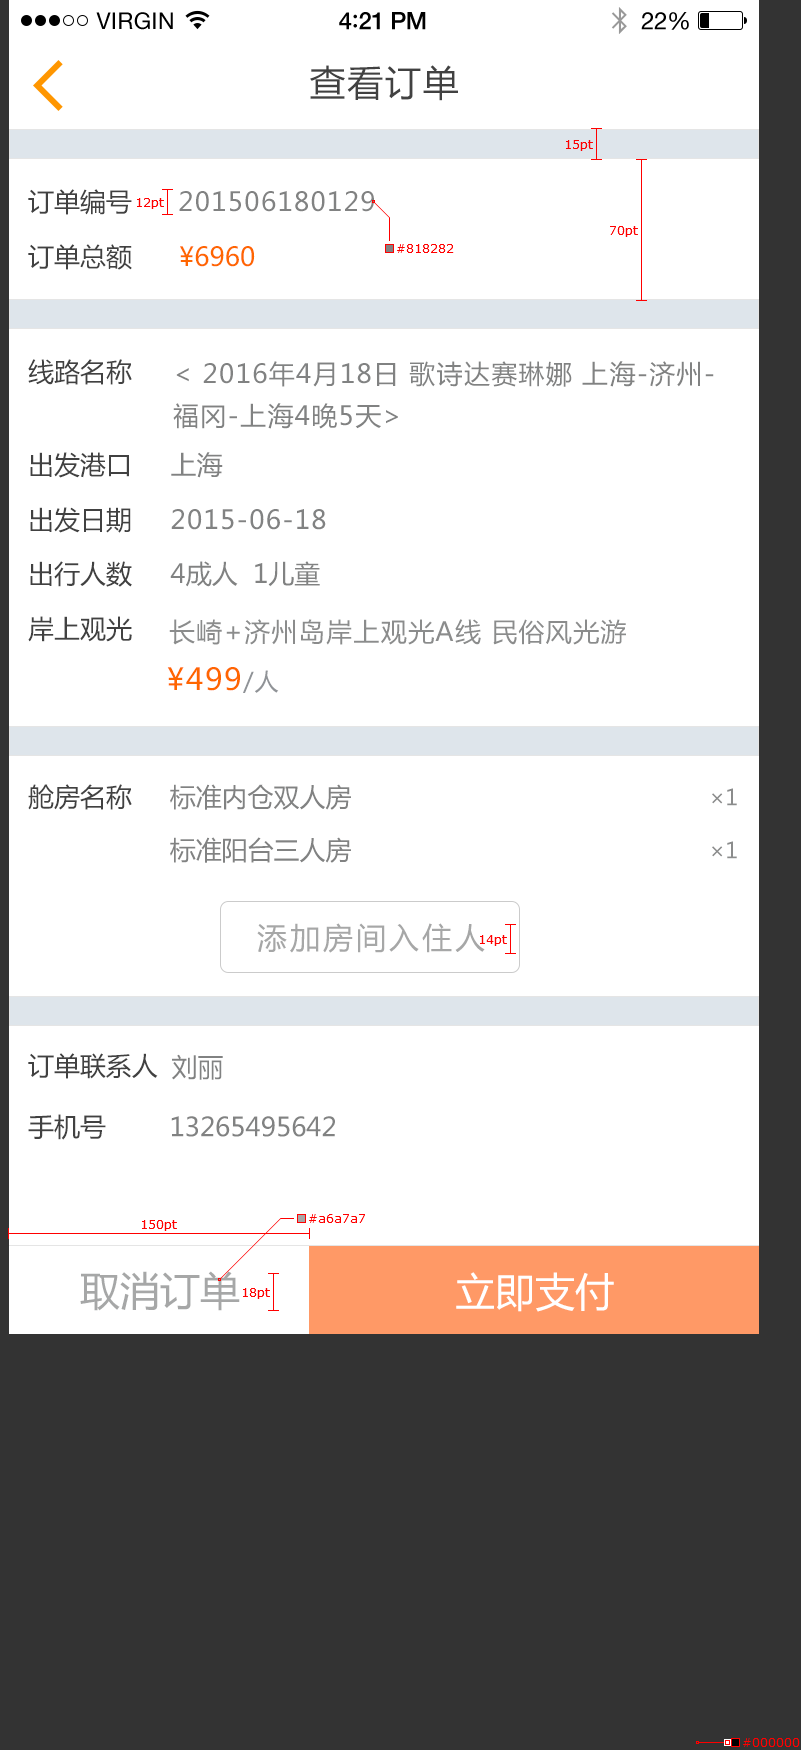 VIRGIN 4:21 PM 22%
查看订单
15pt
订单编号 12pt 201506180129
70pt
#818282
订单总额 ¥6960
线路名称 < 2016年4月18日 歌诗达赛琳娜 上海-济州-
福冈-上海4晚5天>
出发港口 上海
出发日期 2015-06-18
出行人数 4成人 1儿童
岸上观光 长崎+济州岛岸上观光A线 民俗风光游
¥499/人
舱房名称 标准内仓双人房 ×1
标准阳台三人房 ×1
添加房间入住人 14pt
订单联系人 刘丽
手机号 13265495642
150pt #a6a7a7
取消订单 18pt 立即支付
#000000